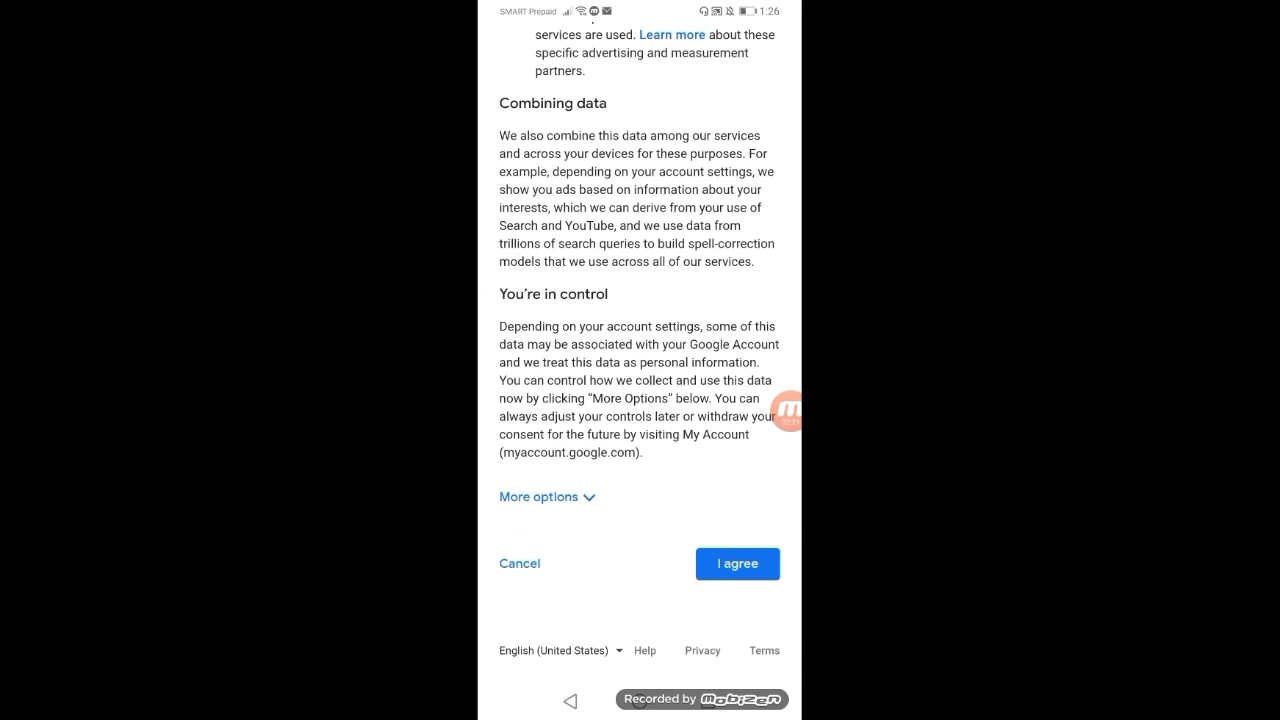 SMART Prepaid 1:26
services are used. Learn more about these
specific advertising and measurement
partners.
Combining data
We also combine this data among our services
and across your devices for these purposes. For
example, depending on your account settings, we
show you ads based on information about your
interests, which we can derive from your use of
Search and YouTube, and we use data from
trillions of search queries to build spell-correction
models that we use across all of our services.
You're in control
Depending on your account settings, some of this
data may be associated with your Google Account
and we treat this data as personal information.
You can control how we collect and use this data
now by clicking “More Options” below. You can
always adjust your controls later or withdraw your
consent for the future by visiting My Account
(myaccount.google.com).
More options
Cancel I agree
English (United States) Help Privacy Terms
Recorded by Mobizen